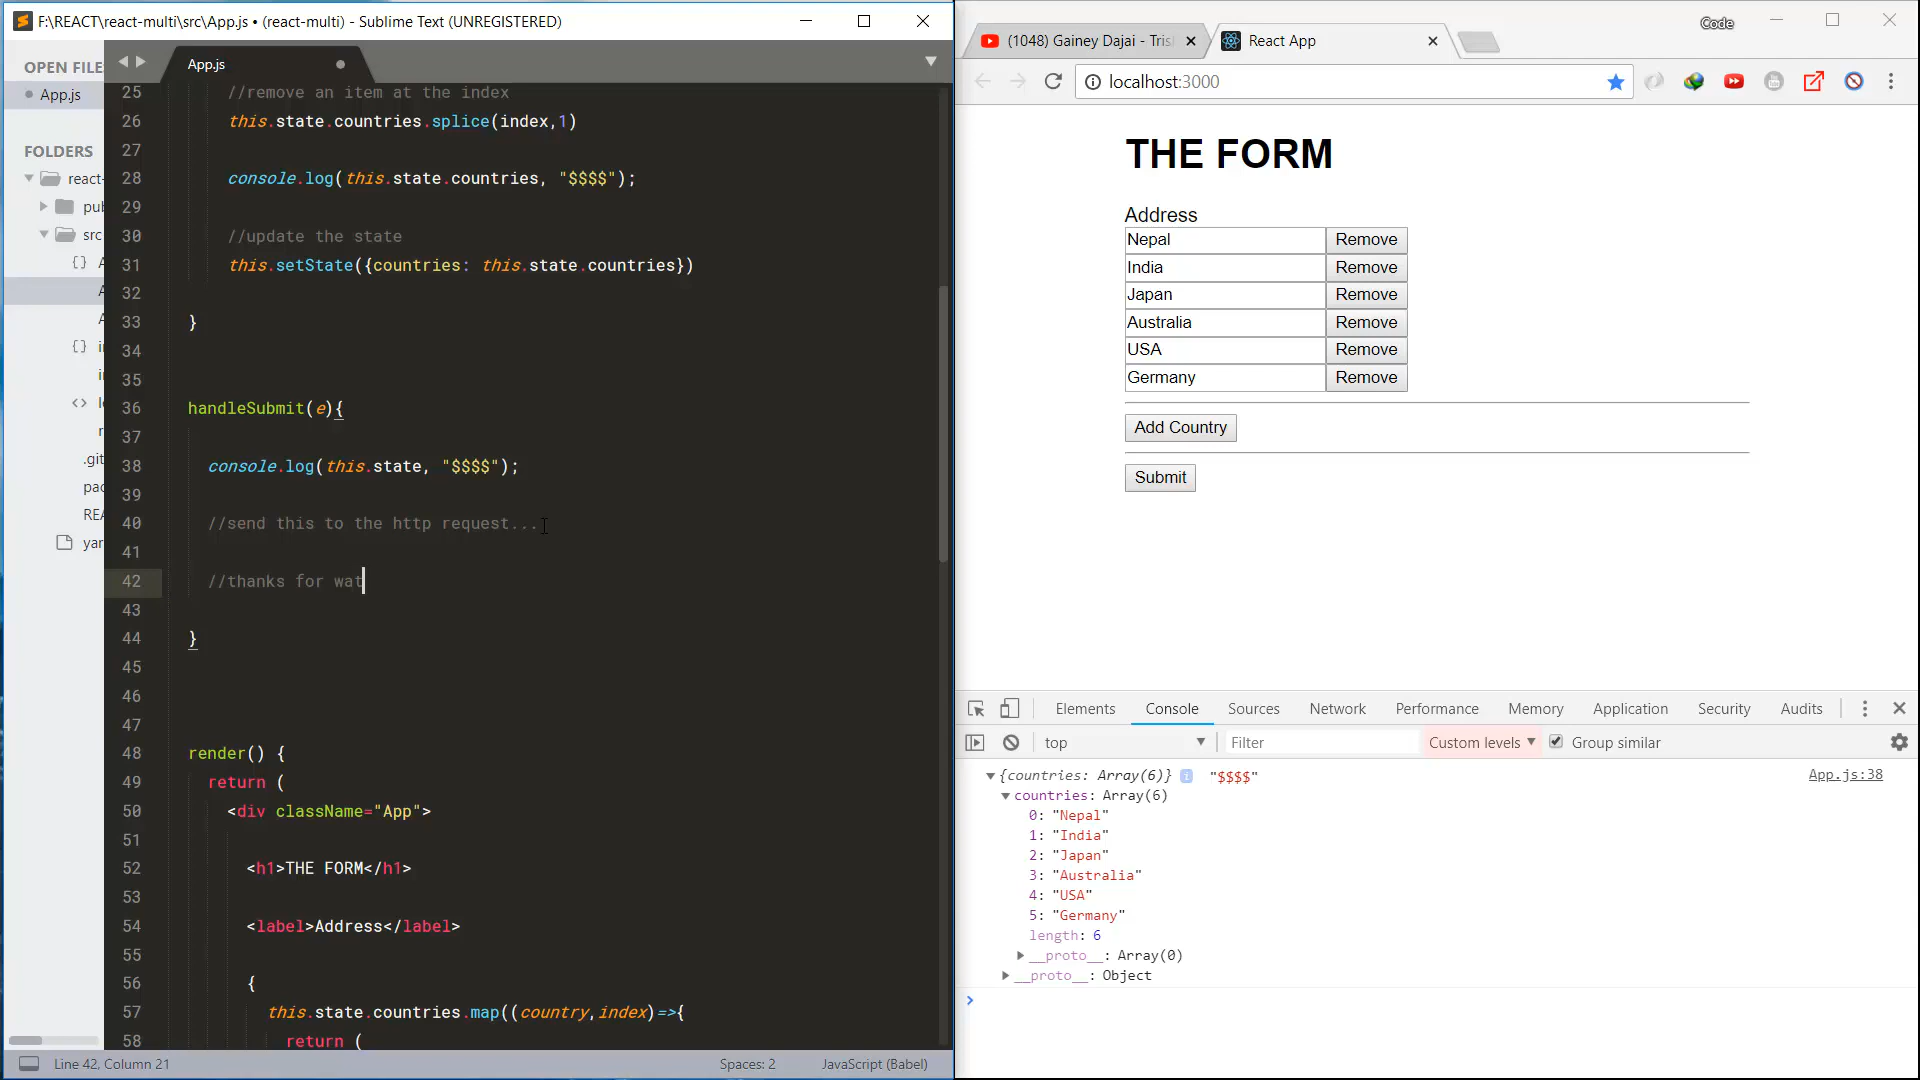 F:\REACT\react-multi\src\App.js • (react-multi) - Sublime Text (UNREGISTERED)
OPEN FILE
App.js
FOLDERS
react-
pub
src
{} A
A
A
{} i
i
<> l
r
.git
pac
REA
yar
App.js
25 //remove an item at the index
26 this.state.countries.splice(index,1)
27
28 console.log(this.state.countries, "$$$$");
29
30 //update the state
31 this.setState({countries: this.state.countries})
32
33 }
34
35
36 handleSubmit(e){
37
38 console.log(this.state, "$$$$");
39
40 //send this to the http request...
41
42 //thanks for wat
43
44 }
45
46
47
48 render() {
49 return (
50 <div className="App">
51
52 <h1>THE FORM</h1>
53
54 <label>Address</label>
55
56 {
57 this.state.countries.map((country,index)=>{
58 return (
Line 42, Column 21 Spaces: 2 JavaScript (Babel)
Code
(1048) Gainey Dajai - Tris
React App
localhost:3000
THE FORM
Address
Nepal Remove
India Remove
Japan Remove
Australia Remove
USA Remove
Germany Remove
Add Country
Submit
Elements Console Sources Network Performance Memory Application Security Audits
top Filter Custom levels Group similar
{countries: Array(6)} i "$$$$" App.js:38
countries: Array(6)
0: "Nepal"
1: "India"
2: "Japan"
3: "Australia"
4: "USA"
5: "Germany"
length: 6
__proto__: Array(0)
__proto__: Object
>